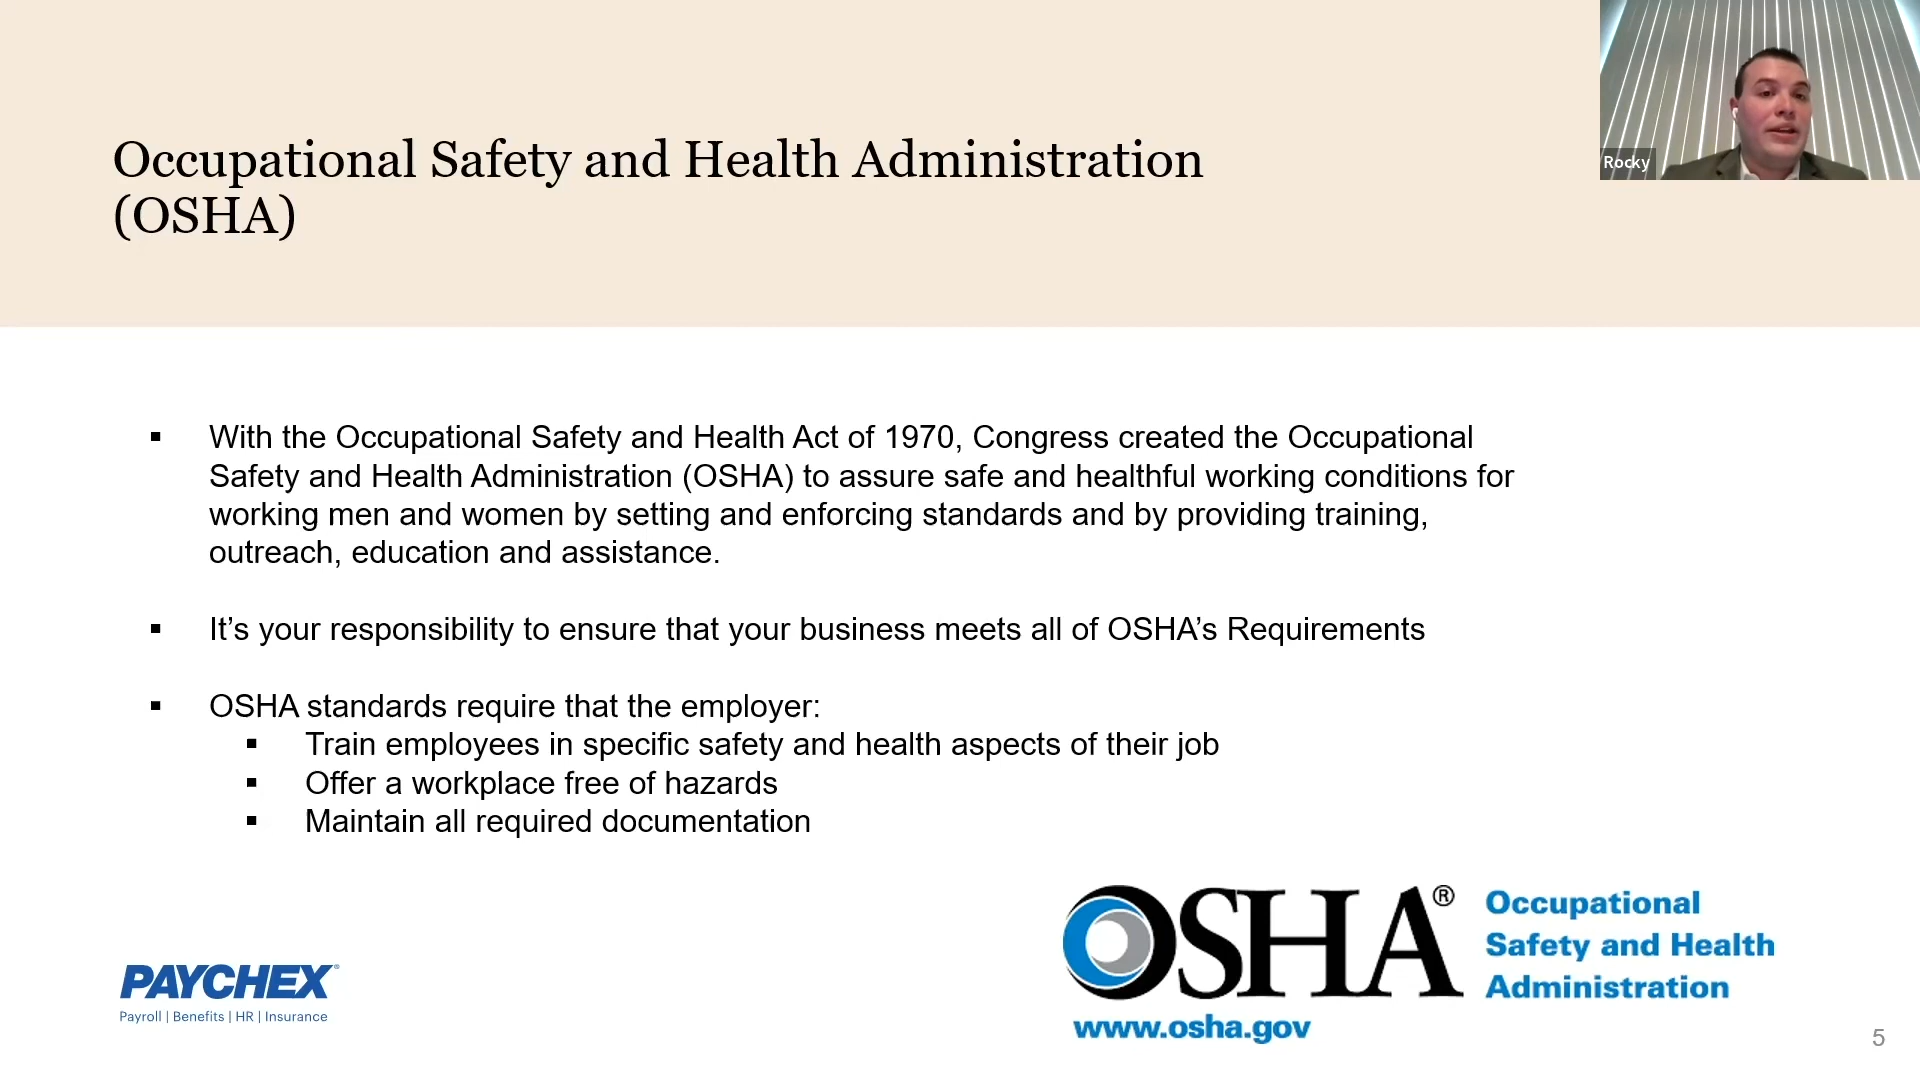 Occupational Safety and Health Administration
(OSHA)
Rocky
▪ With the Occupational Safety and Health Act of 1970, Congress created the Occupational
Safety and Health Administration (OSHA) to assure safe and healthful working conditions for
working men and women by setting and enforcing standards and by providing training,
outreach, education and assistance.
▪ It’s your responsibility to ensure that your business meets all of OSHA’s Requirements
▪ OSHA standards require that the employer:
▪ Train employees in specific safety and health aspects of their job
▪ Offer a workplace free of hazards
▪ Maintain all required documentation
PAYCHEX®
Payroll | Benefits | HR | Insurance
OSHA®
Occupational
Safety and Health
Administration
www.osha.gov
5